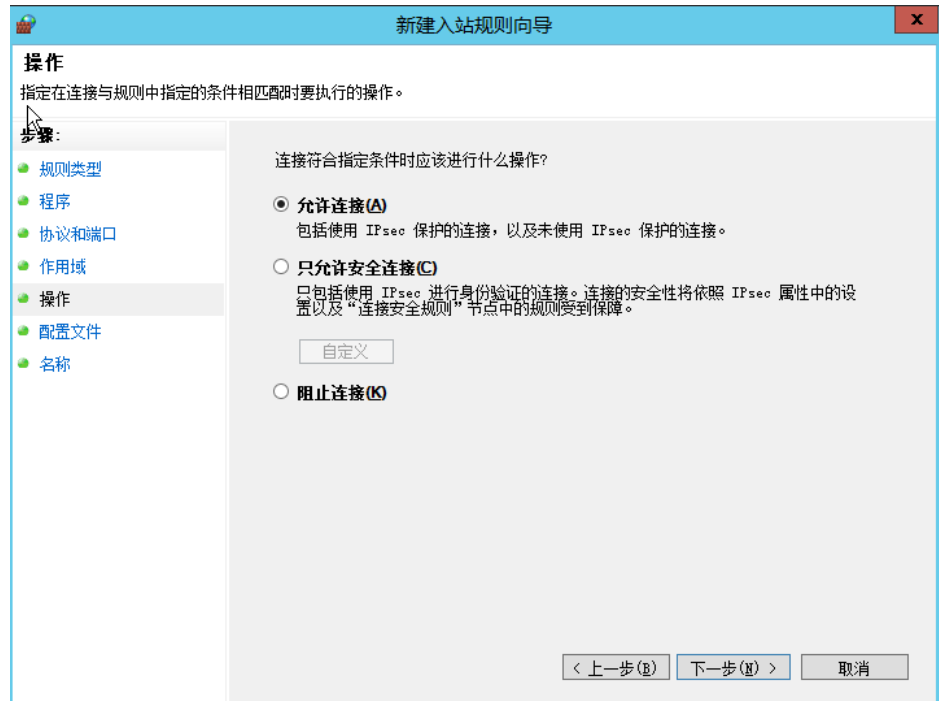 新建入站规则向导
x
操作
指定在连接与规则中指定的条件相匹配时要执行的操作。
步骤:
规则类型
程序
协议和端口
作用域
操作
配置文件
名称
连接符合指定条件时应该进行什么操作?
允许连接(A)
包括使用 IPsec 保护的连接，以及未使用 IPsec 保护的连接。
只允许安全连接(C)
只包括使用 IPsec 进行身份验证的连接。连接的安全性将依照 IPsec 属性中的设
置以及“连接安全规则”节点中的规则受到保障。
自定义
阻止连接(K)
< 上一步(B) 下一步(N) > 取消